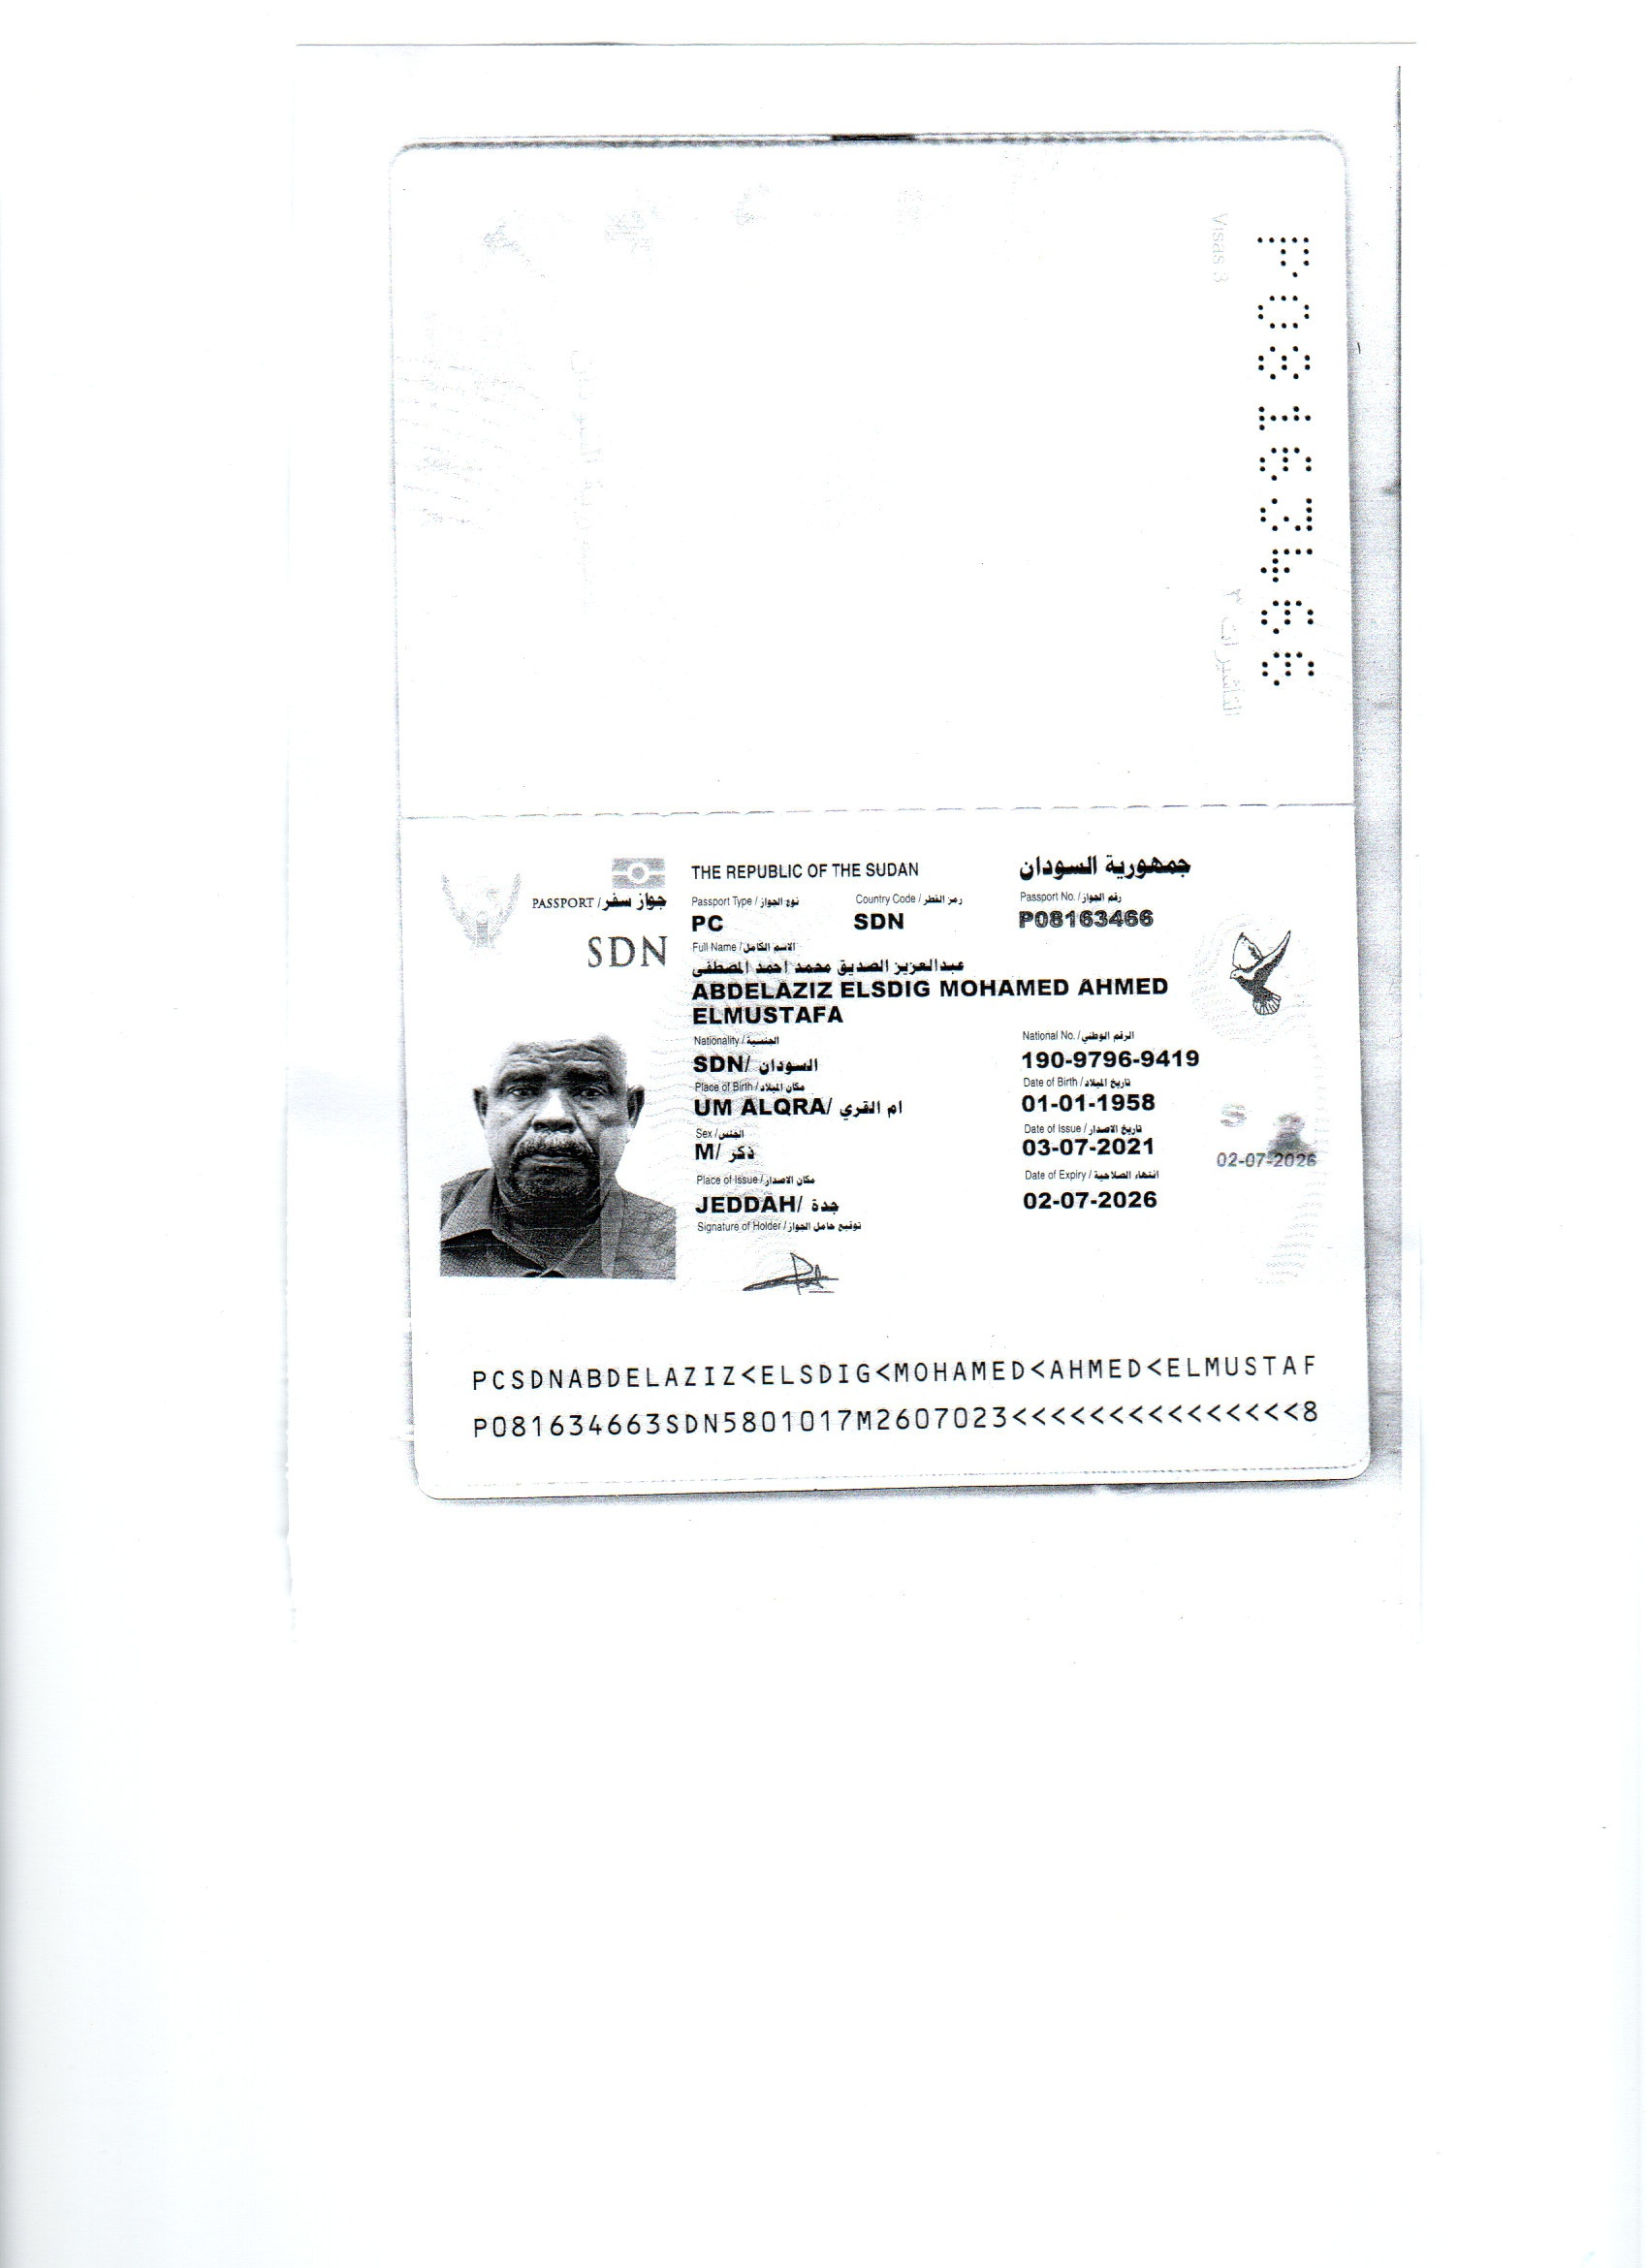 Visas 3
التأشيرات ٣
P08163466
THE REPUBLIC OF THE SUDAN
جمهورية السودان
PASSPORT / جواز سفر
SDN
Passport Type / نوع الجواز
PC
Country Code / رمز القطر
SDN
Passport No. / رقم الجواز
P08163466
Full Name / الاسم الكامل
عبدالعزيز الصديق محمد احمد المصطفى
ABDELAZIZ ELSDIG MOHAMED AHMED
ELMUSTAFA
Nationality / الجنسية
SDN/ السودان
National No. / الرقم الوطني
190-9796-9419
Place of Birth / مكان الميلاد
UM ALQRA/ ام القري
Date of Birth / تاريخ الميلاد
01-01-1958
Sex / الجنس
M/ ذكر
Date of Issue / تاريخ الاصدار
03-07-2021
02-07-2026
Place of Issue / مكان الاصدار
JEDDAH/ جدة
Date of Expiry / انتهاء الصلاحية
02-07-2026
Signature of Holder / توقيع حامل الجواز
PCSDNABDELAZIZ<ELSDIG<MOHAMED<AHMED<ELMUSTAF
P081634663SDN5801017M2607023<<<<<<<<<<<<<<<8